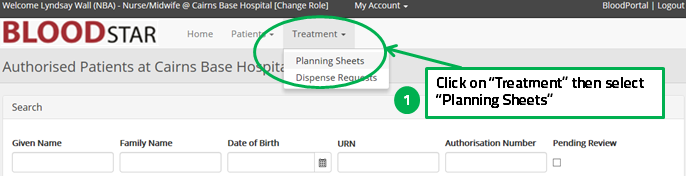 Welcome Lyndsay Wall (NBA) - Nurse/Midwife @ Cairns Base Hospital [Change Role] My Account BloodPortal | Logout
BLOODSTAR Home Patients Treatment
Planning Sheets
Dispense Requests
Authorised Patients at Cairns Base Hospital
1 Click on "Treatment" then select
"Planning Sheets"
Search
Given Name Family Name Date of Birth URN Authorisation Number Pending Review